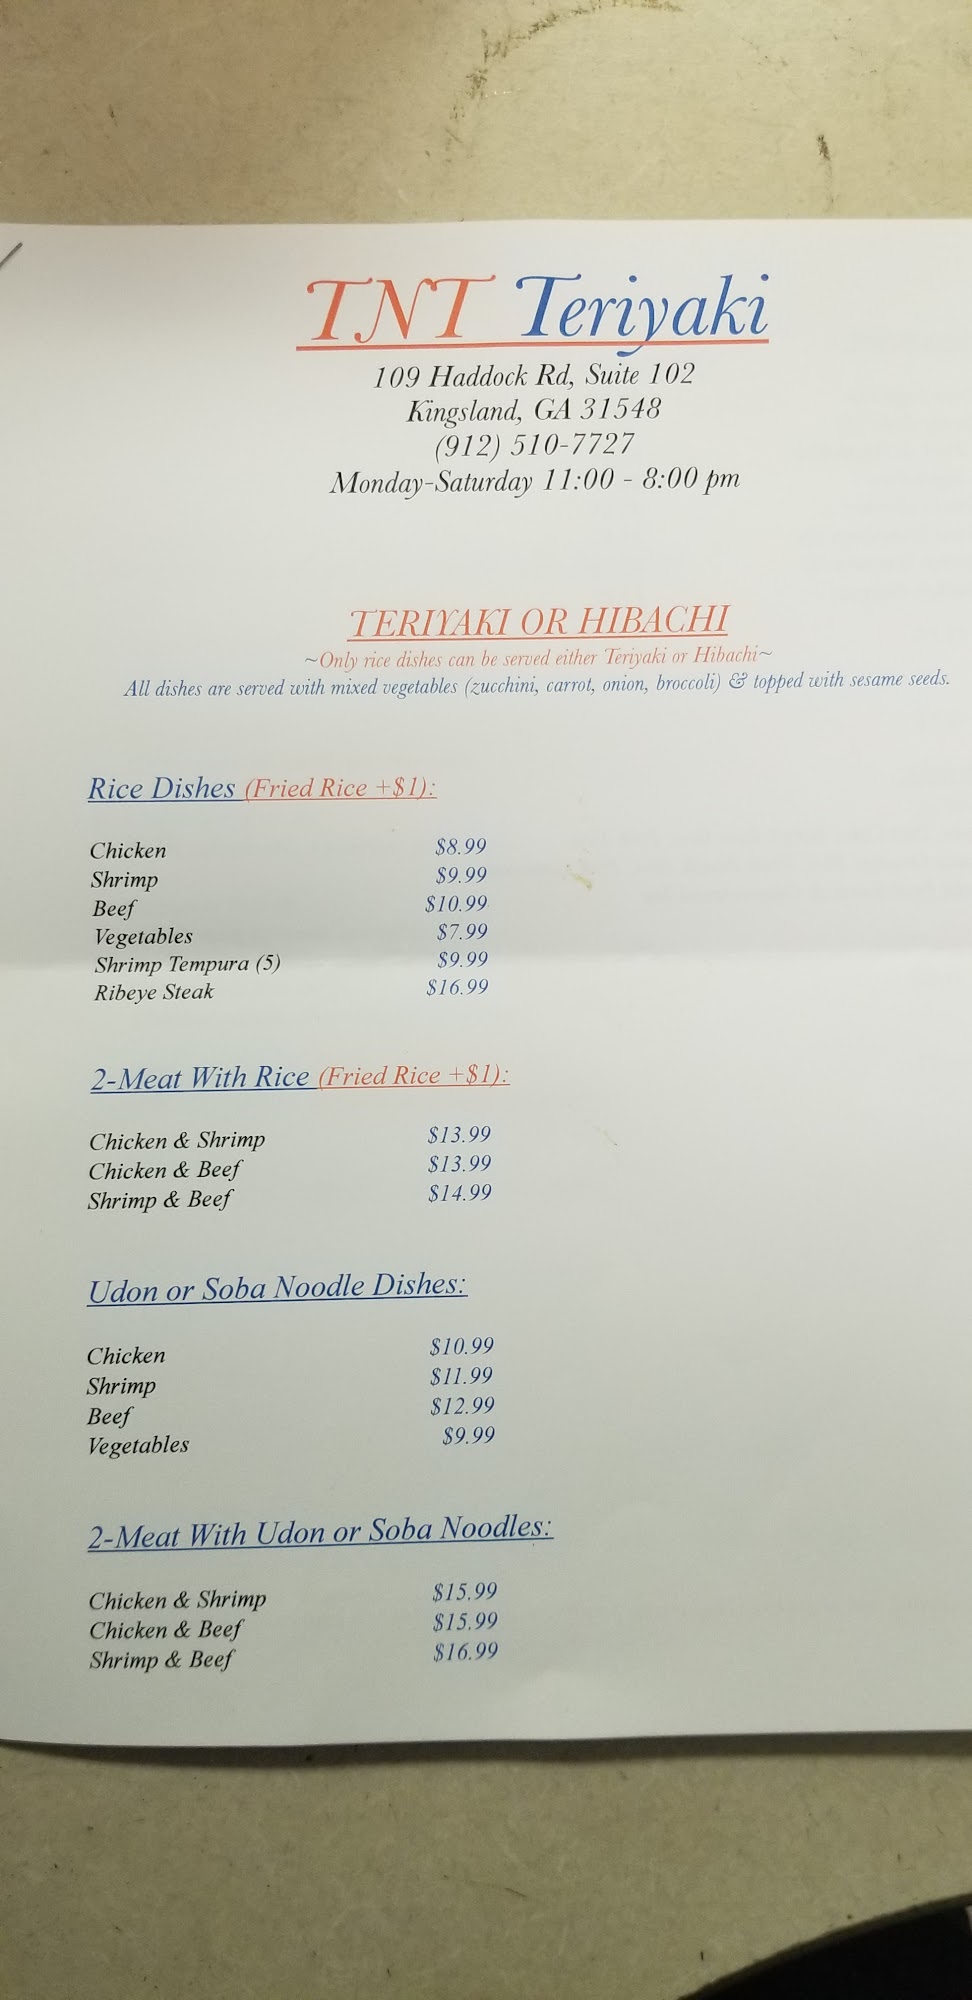 TNT Teriyaki
109 Haddock Rd, Suite 102
Kingsland, GA 31548
(912) 510-7727
Monday-Saturday 11:00 - 8:00 pm
TERIYAKI OR HIBACHI
~Only rice dishes can be served either Teriyaki or Hibachi~
All dishes are served with mixed vegetables (zucchini, carrot, onion, broccoli) & topped with sesame seeds.
Rice Dishes (Fried Rice +$1):
Chicken $8.99
Shrimp $9.99
Beef $10.99
Vegetables $7.99
Shrimp Tempura (5) $9.99
Ribeye Steak $16.99
2-Meat With Rice (Fried Rice +$1):
Chicken & Shrimp $13.99
Chicken & Beef $13.99
Shrimp & Beef $14.99
Udon or Soba Noodle Dishes:
Chicken $10.99
Shrimp $11.99
Beef $12.99
Vegetables $9.99
2-Meat With Udon or Soba Noodles:
Chicken & Shrimp $15.99
Chicken & Beef $15.99
Shrimp & Beef $16.99